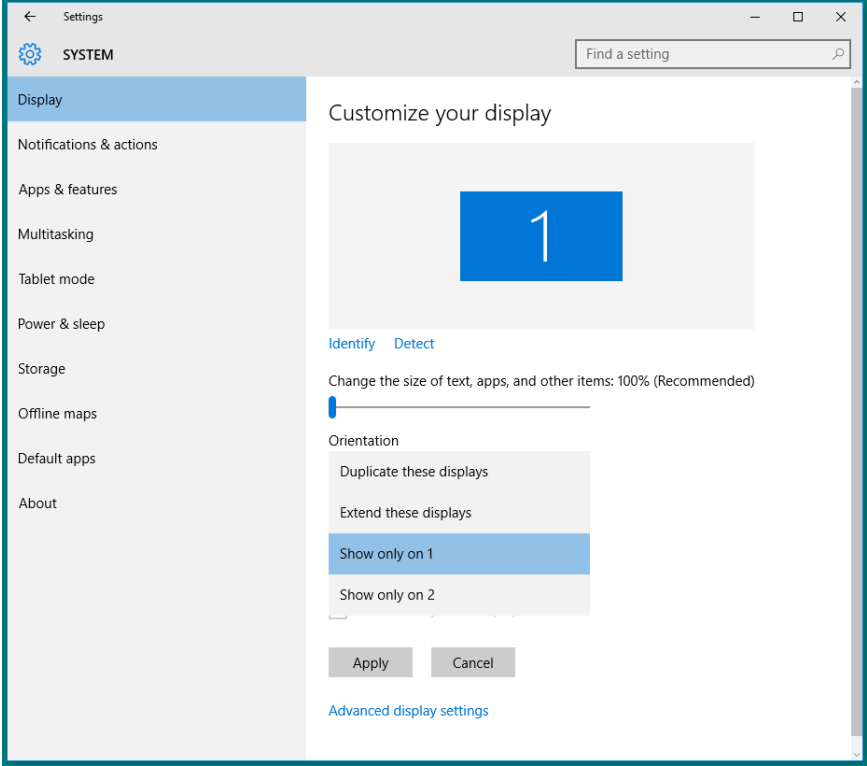 Settings
SYSTEM
Find a setting
Display
Notifications & actions
Apps & features
Multitasking
Tablet mode
Power & sleep
Storage
Offline maps
Default apps
About
Customize your display
1
Identify Detect
Change the size of text, apps, and other items: 100% (Recommended)
Orientation
Duplicate these displays
Extend these displays
Show only on 1
Show only on 2
Apply Cancel
Advanced display settings